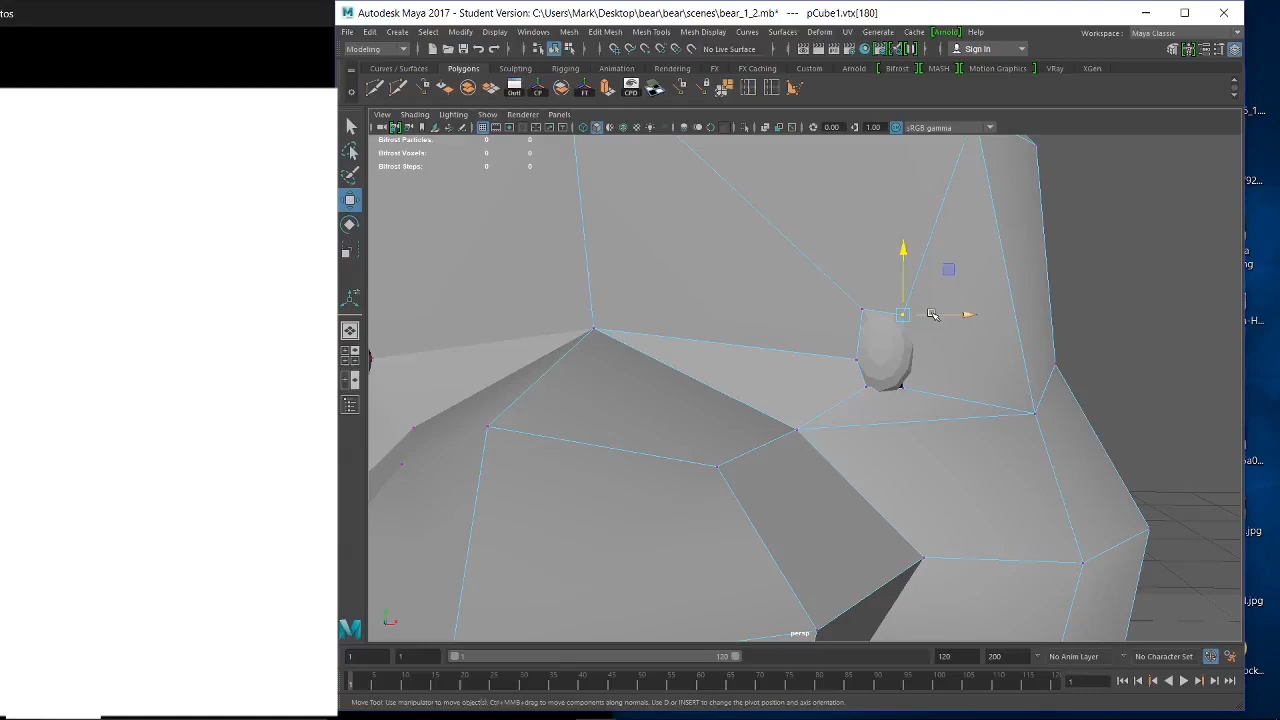 tos
Autodesk Maya 2017 - Student Version: C:\Users\Mark\Desktop\bear\bear\scenes\bear_1_2.mb* --- pCube1.vtx[180]
File Edit Create Select Modify Display Windows Mesh Edit Mesh Mesh Tools Mesh Display Curves Surfaces Deform UV Generate Cache [Arnold] Help Workspace : Maya Classic
Modeling No Live Surface Sign In
Curves / Surfaces Polygons Sculpting Rigging Animation Rendering FX FX Caching Custom Arnold Bifrost MASH Motion Graphics VRay XGen
Outl CP FT CPD
View Shading Lighting Show Renderer Panels
0.00 1.00 sRGB gamma
Bifrost Particles: 0 0
Bifrost Voxels: 0 0
Bifrost Steps: 0 0
persp
1 1 1 120 120 200 No Anim Layer No Character Set
5 10 15 20 25 30 35 40 45 50 55 60 65 70 75 80 85 90 95 100 105 110 115 1
Move Tool: Use manipulator to move object(s). Ctrl+MMB+drag to move components along normals. Use D or INSERT to change the pivot position and axis orientation.